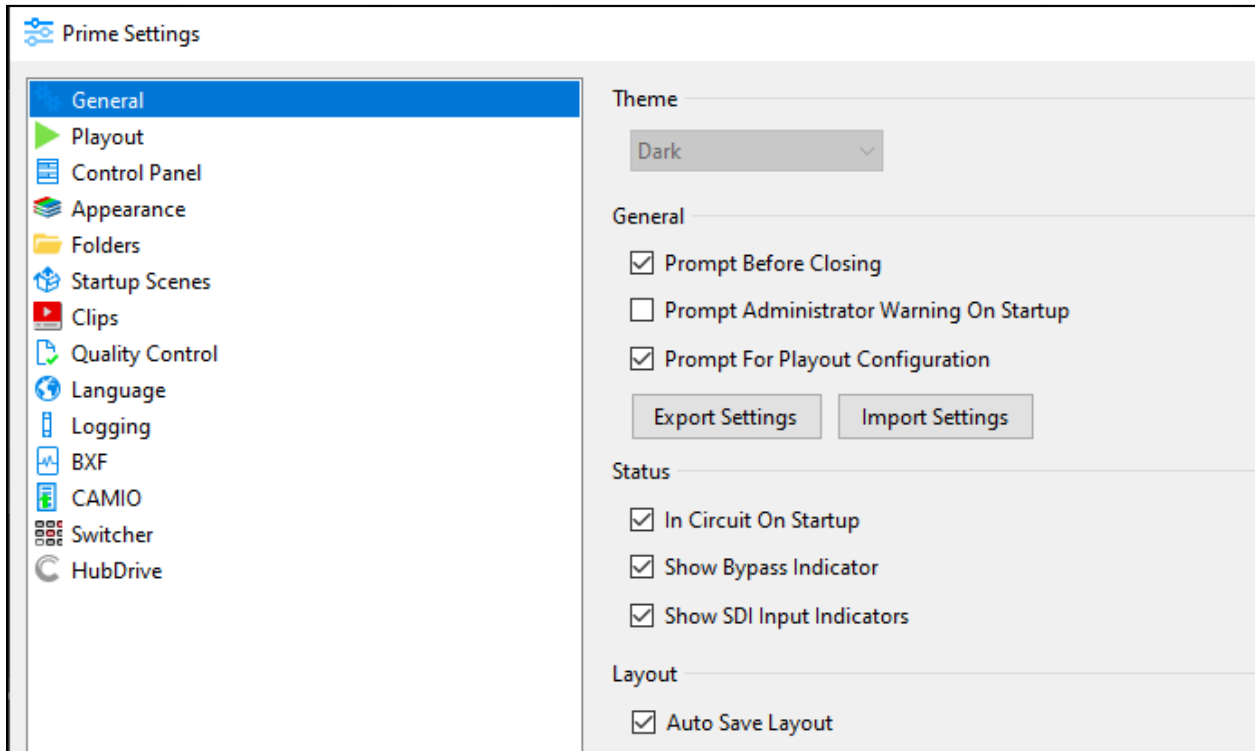 Prime Settings
General
Playout
Control Panel
Appearance
Folders
Startup Scenes
Clips
Quality Control
Language
Logging
BXF
CAMIO
Switcher
HubDrive
Theme
Dark
General
Prompt Before Closing
Prompt Administrator Warning On Startup
Prompt For Playout Configuration
Export Settings Import Settings
Status
In Circuit On Startup
Show Bypass Indicator
Show SDI Input Indicators
Layout
Auto Save Layout